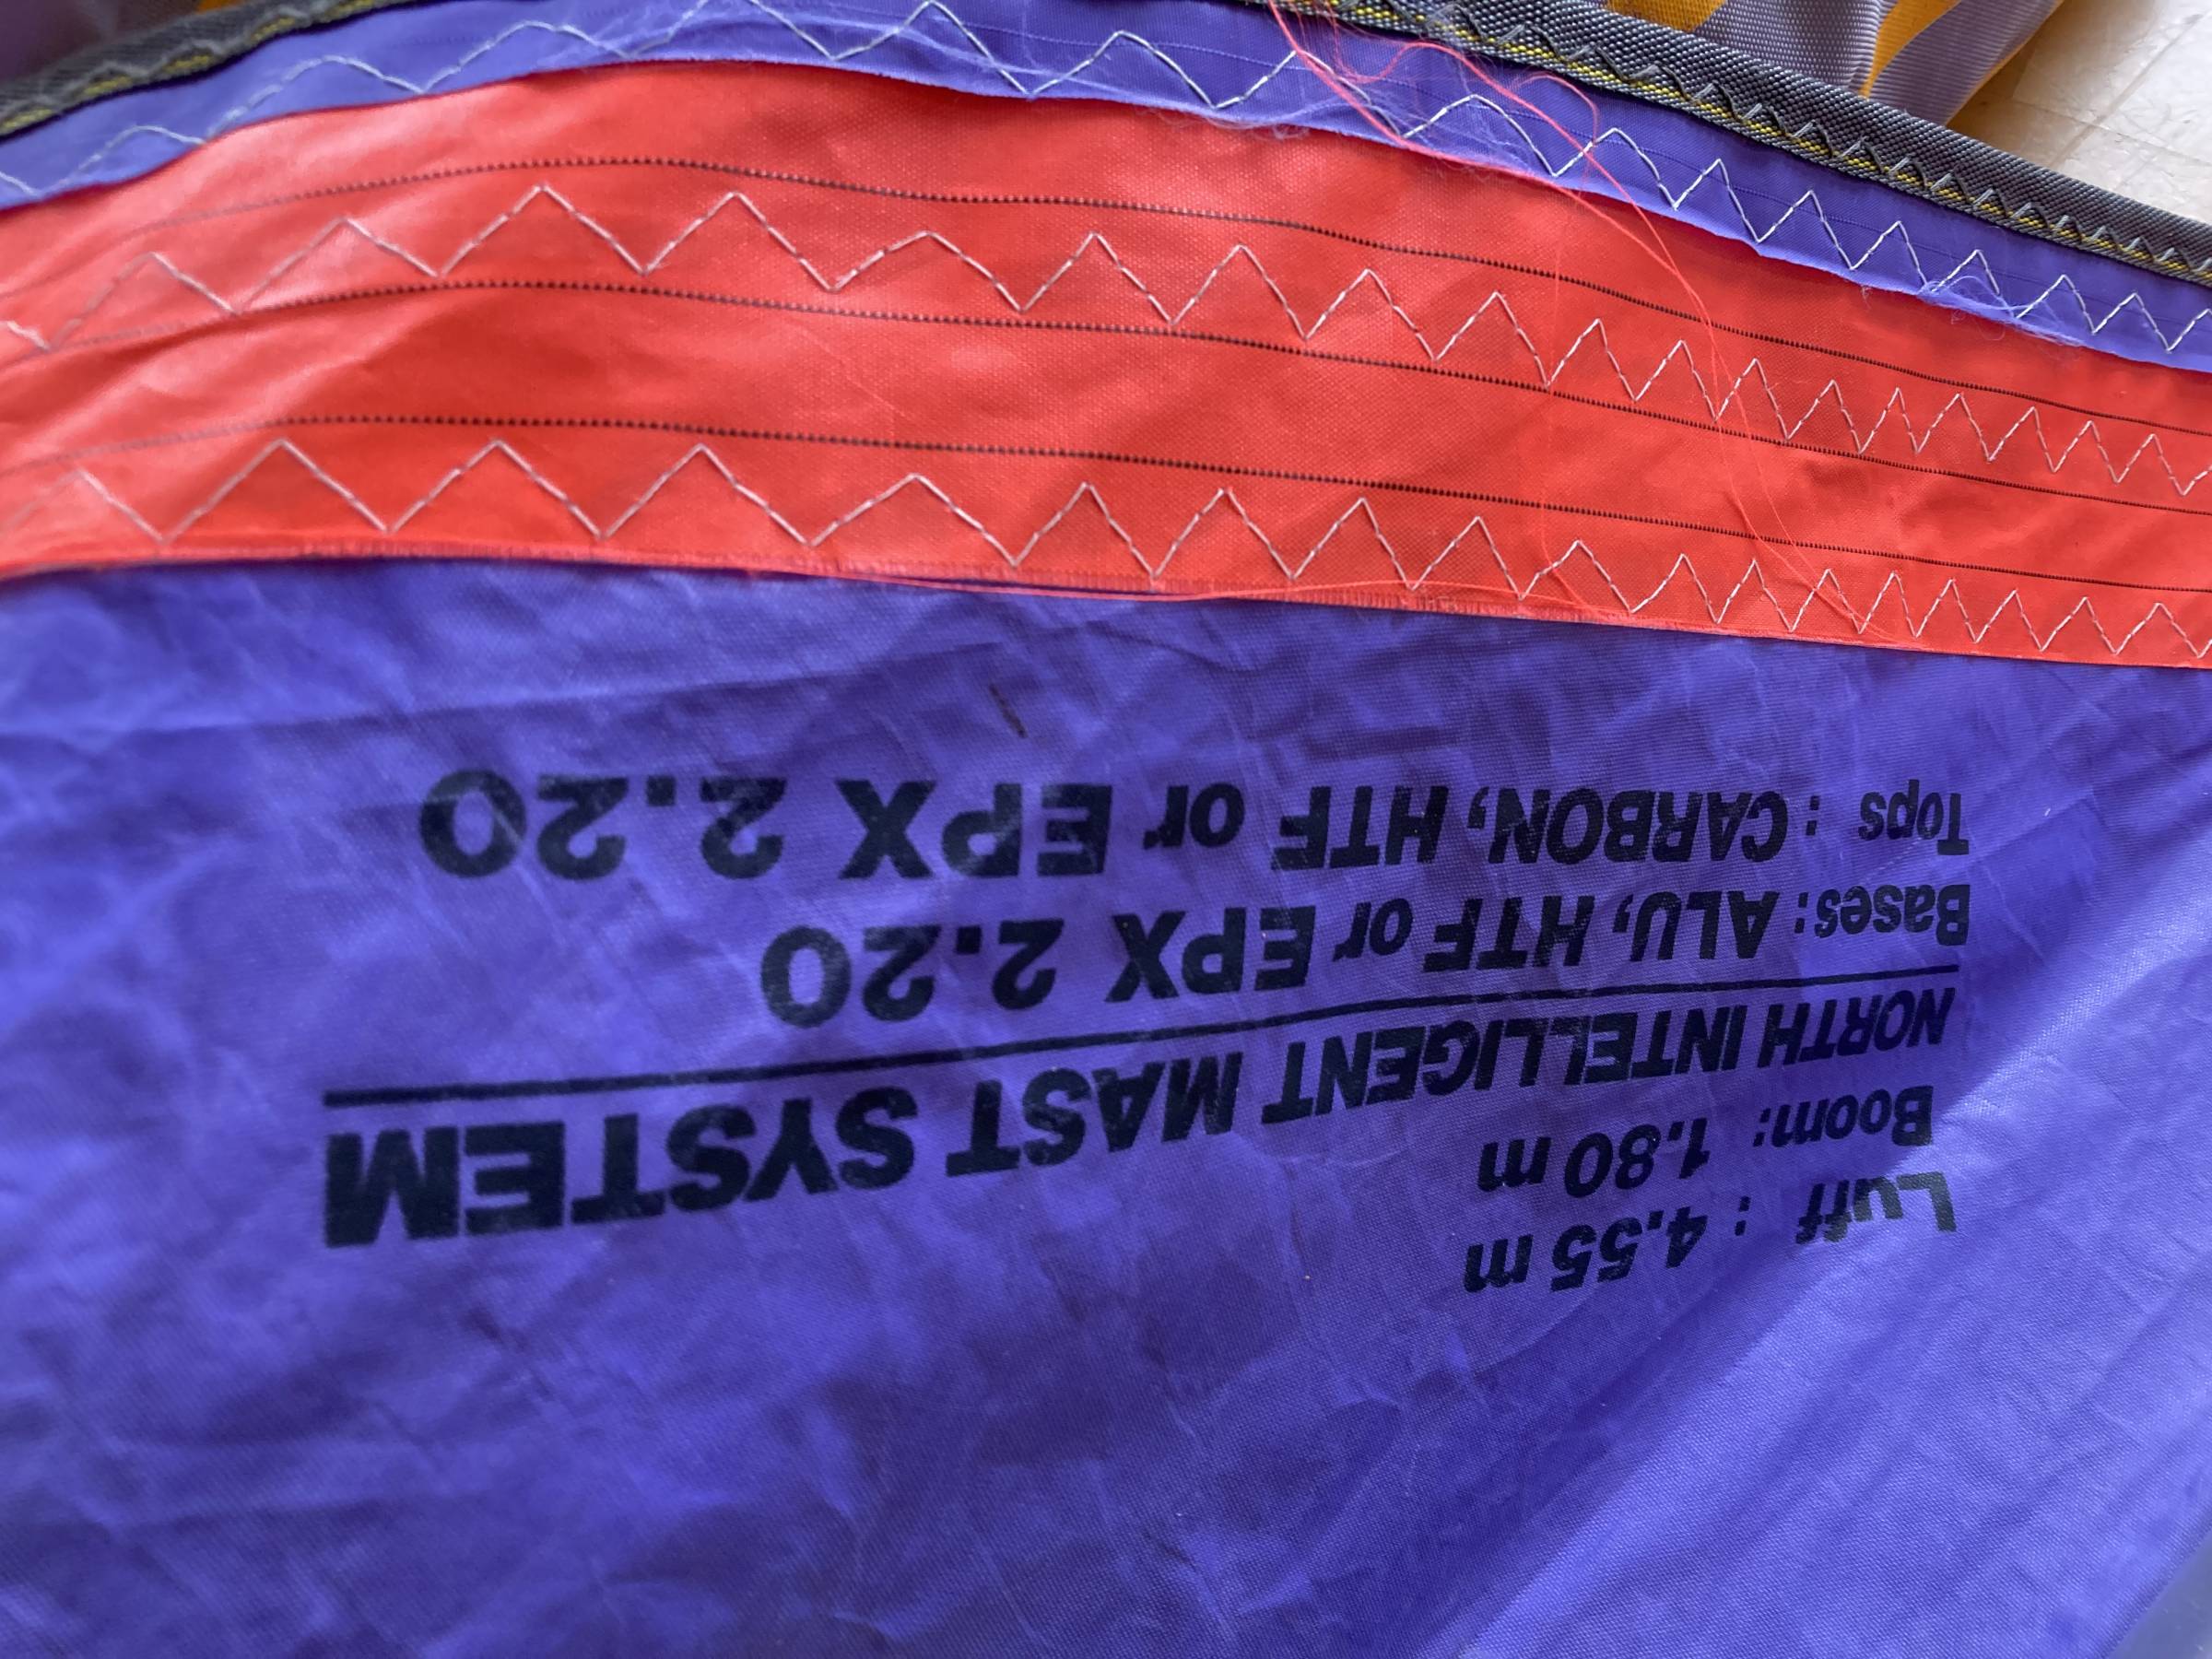 Luff : 4.55 m
Boom: 1.80 m
NORTH INTELLIGENT MAST SYSTEM
Bases: ALU, HTF or EPX 2.20
Tops : CARBON, HTF or EPX 2.20